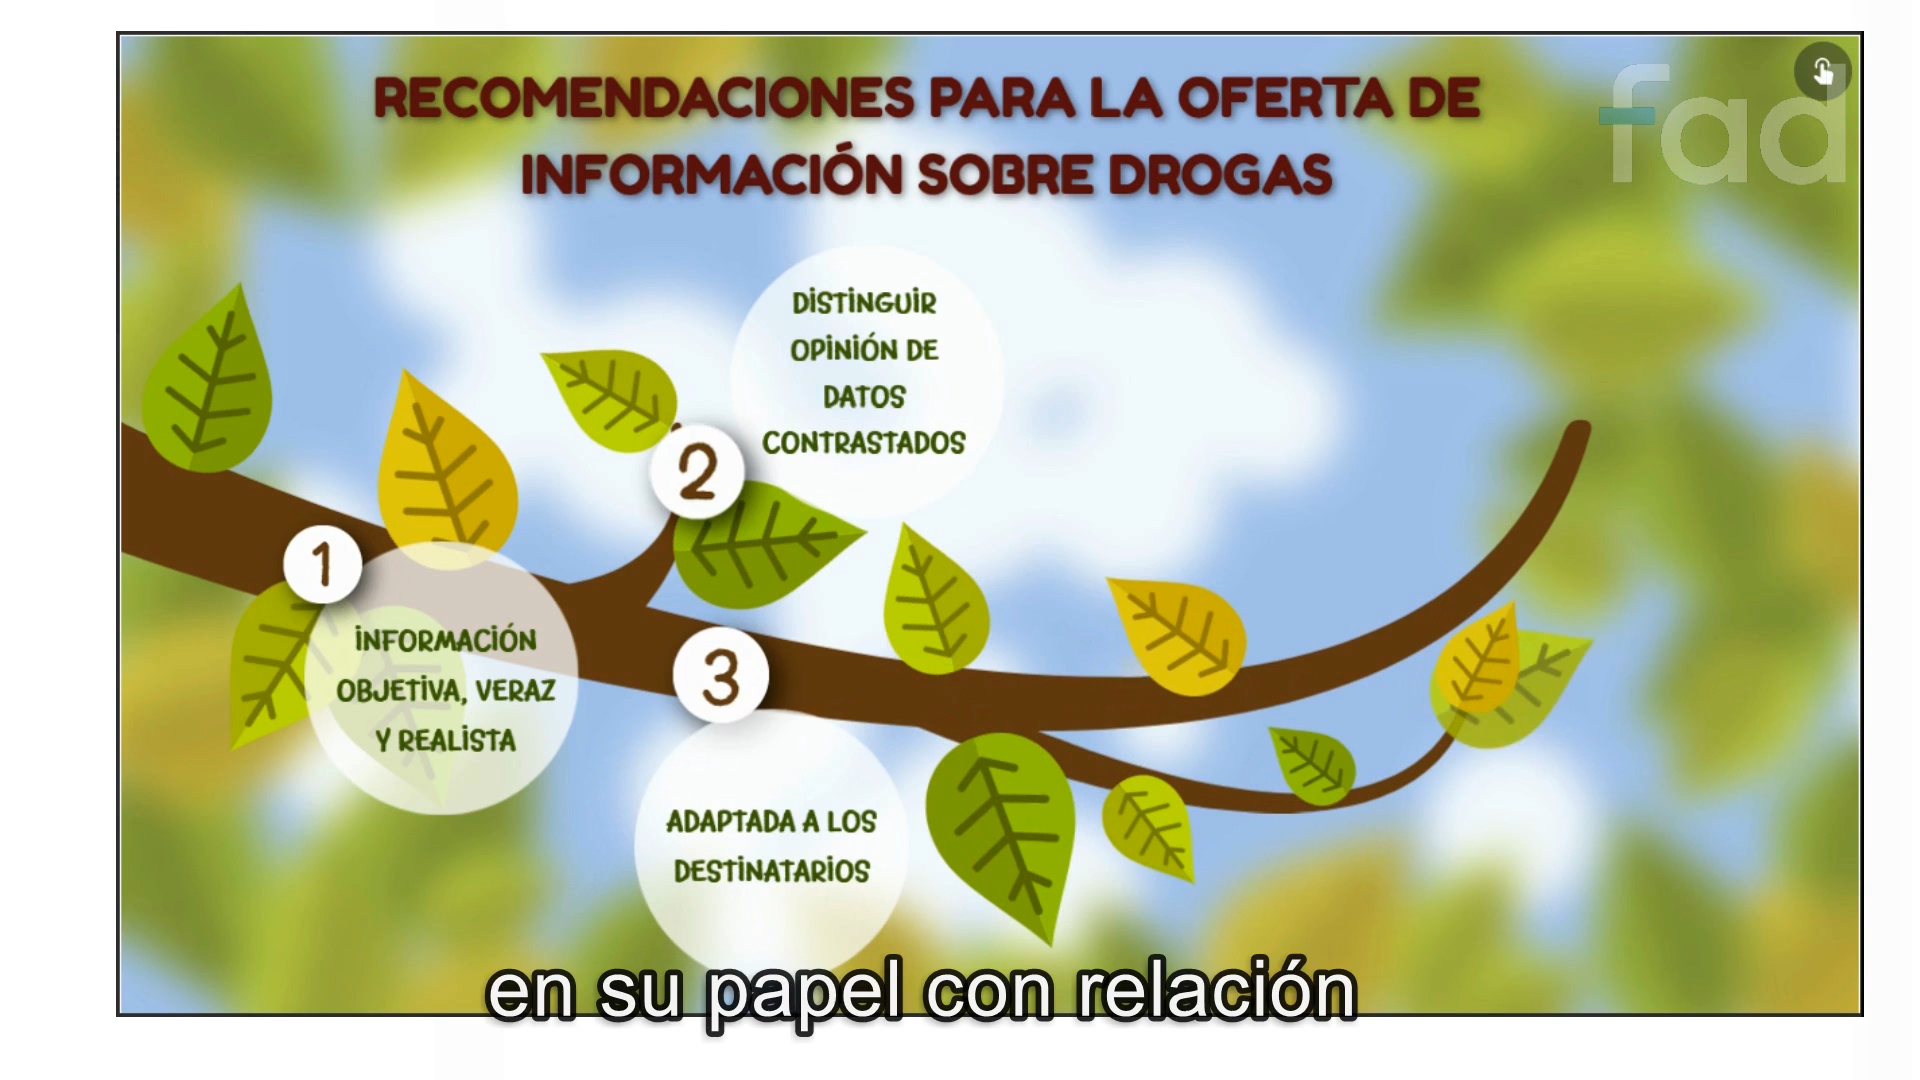 RECOMENDACIONES PARA LA OFERTA DE
INFORMACIÓN SOBRE DROGAS
fad
1
INFORMACIÓN
OBJETIVA, VERAZ
Y REALISTA
2
DISTINGUIR
OPINIÓN DE
DATOS
CONTRASTADOS
3
ADAPTADA A LOS
DESTINATARIOS
en su papel con relación